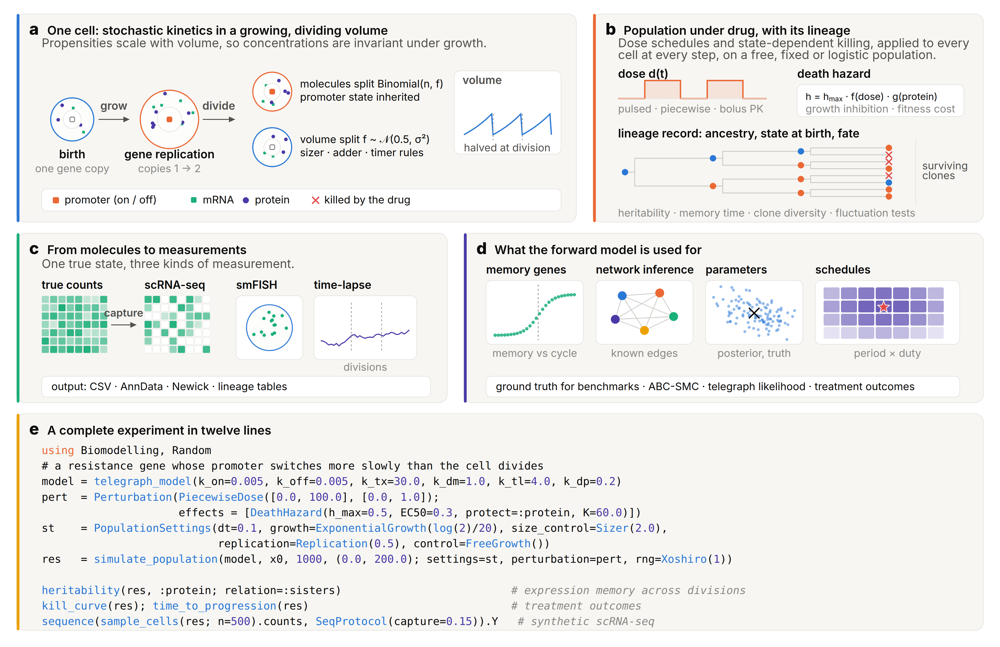 a One cell: stochastic kinetics in a growing, dividing volume
Propensities scale with volume, so concentrations are invariant under growth.
grow
divide
birth
one gene copy
gene replication
copies 1 → 2
molecules split Binomial(n, f)
promoter state inherited
volume split f ~ 𝒩(0.5, σ²)
sizer · adder · timer rules
volume
halved at division
promoter (on / off)
mRNA
protein
killed by the drug
b Population under drug, with its lineage
Dose schedules and state-dependent killing, applied to every
cell at every step, on a free, fixed or logistic population.
dose d(t)
pulsed · piecewise · bolus PK
death hazard
h = hmax · f(dose) · g(protein)
growth inhibition · fitness cost
lineage record: ancestry, state at birth, fate
surviving
clones
heritability · memory time · clone diversity · fluctuation tests
c From molecules to measurements
One true state, three kinds of measurement.
true counts
capture
scRNA-seq
smFISH
time-lapse
divisions
output: CSV · AnnData · Newick · lineage tables
d What the forward model is used for
memory genes
memory vs cycle
network inference
known edges
parameters
posterior, truth
schedules
period × duty
ground truth for benchmarks · ABC-SMC · telegraph likelihood · treatment outcomes
e A complete experiment in twelve lines
using Biomodelling, Random
# a resistance gene whose promoter switches more slowly than the cell divides
model = telegraph_model(k_on=0.005, k_off=0.005, k_tx=30.0, k_dm=1.0, k_tl=4.0, k_dp=0.2)
pert  = Perturbation(PiecewiseDose([0.0, 100.0], [0.0, 1.0]);
effects = [DeathHazard(h_max=0.5, EC50=0.3, protect=:protein, K=60.0)])
st    = PopulationSettings(dt=0.1, growth=ExponentialGrowth(log(2)/20), size_control=Sizer(2.0),
replication=Replication(0.5), control=FreeGrowth())
res   = simulate_population(model, x0, 1000, (0.0, 200.0); settings=st, perturbation=pert, rng=Xoshiro(1))
heritability(res, :protein; relation=:sisters) # expression memory across divisions
kill_curve(res); time_to_progression(res) # treatment outcomes
sequence(sample_cells(res; n=500).counts, SeqProtocol(capture=0.15)).Y # synthetic scRNA-seq